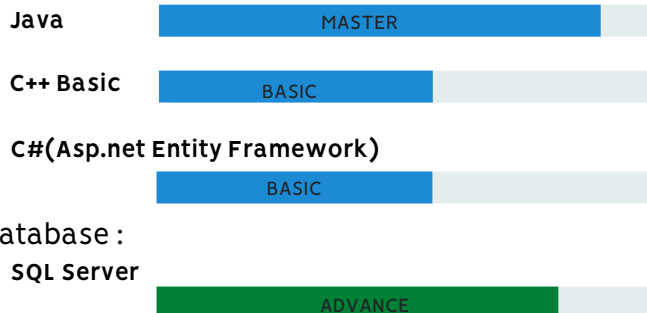 Java
MASTER
C++ Basic
BASIC
C#(Asp.net Entity Framework)
BASIC
atabase :
SQL Server
ADVANCE